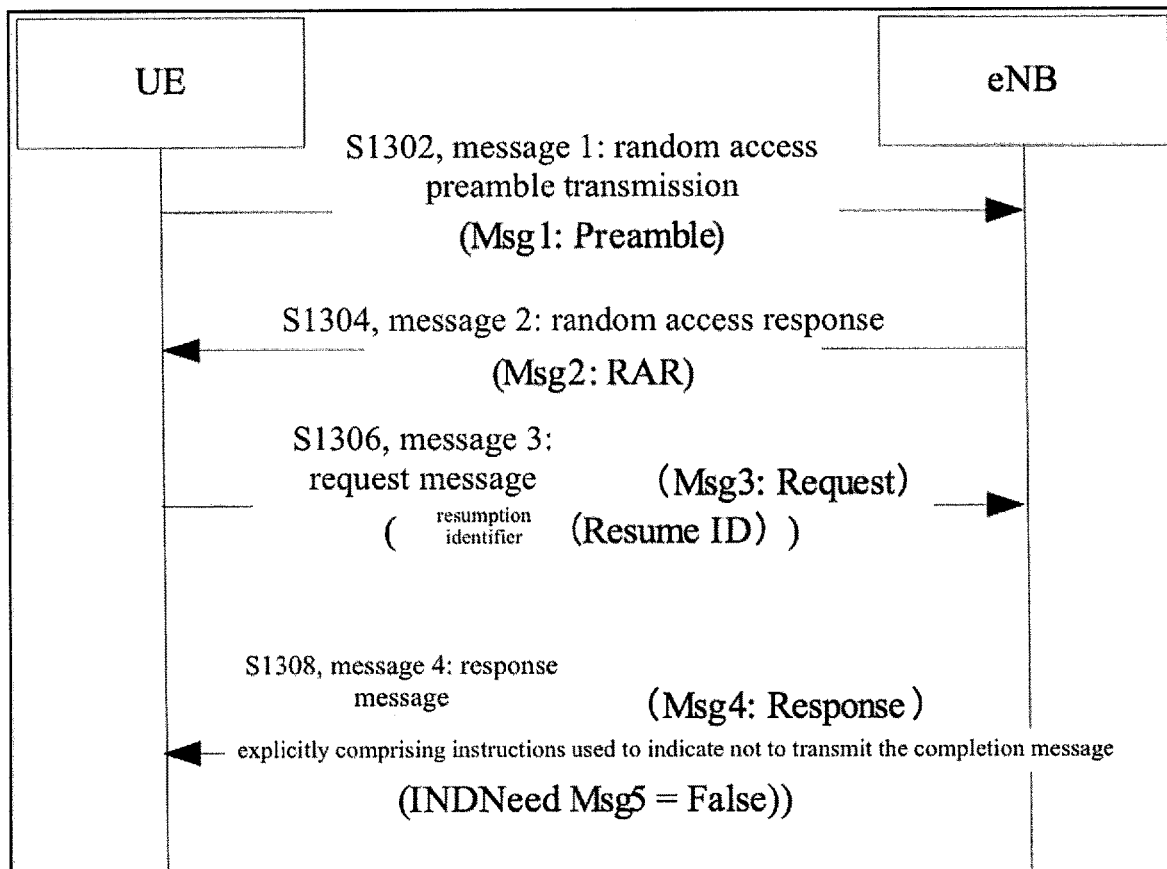 UE
eNB
S1302, message 1: random access
preamble transmission
(Msg1: Preamble)
S1304, message 2: random access response
(Msg2: RAR)
S1306, message 3:
request message (Msg3: Request)
( resumption identifier (Resume ID) )
S1308, message 4: response
message (Msg4: Response)
explicitly comprising instructions used to indicate not to transmit the completion message
(INDNeed Msg5 = False))